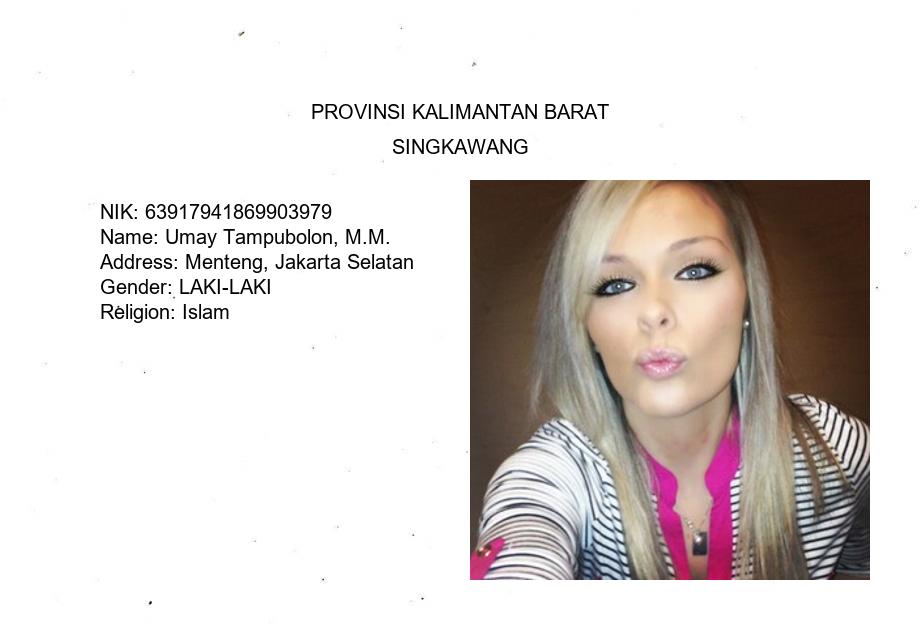 PROVINSI KALIMANTAN BARAT
SINGKAWANG
NIK: 63917941869903979
Name: Umay Tampubolon, M.M.
Address: Menteng, Jakarta Selatan
Gender: LAKI-LAKI
Religion: Islam